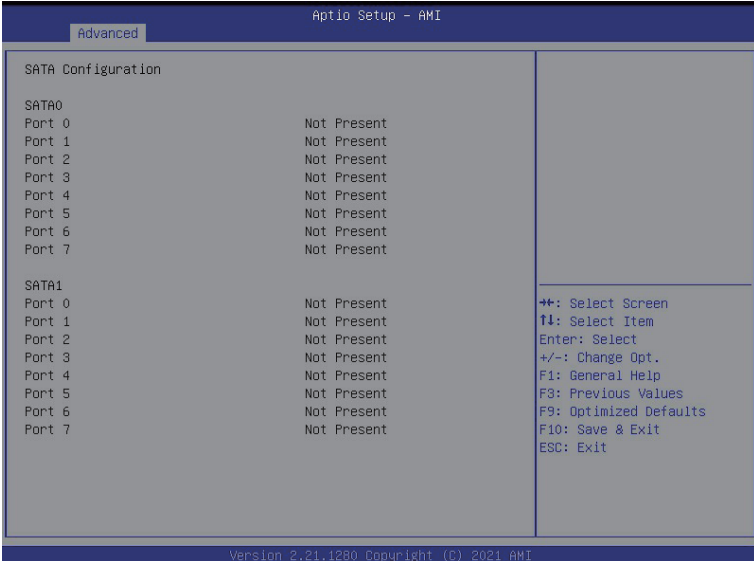 Aptio Setup – AMI
Advanced
SATA Configuration
SATA0
Port 0 Not Present
Port 1 Not Present
Port 2 Not Present
Port 3 Not Present
Port 4 Not Present
Port 5 Not Present
Port 6 Not Present
Port 7 Not Present
SATA1
Port 0 Not Present
Port 1 Not Present
Port 2 Not Present
Port 3 Not Present
Port 4 Not Present
Port 5 Not Present
Port 6 Not Present
Port 7 Not Present
→←: Select Screen
↑↓: Select Item
Enter: Select
+/-: Change Opt.
F1: General Help
F3: Previous Values
F9: Optimized Defaults
F10: Save & Exit
ESC: Exit
Version 2.21.1280 Copyright (C) 2021 AMI